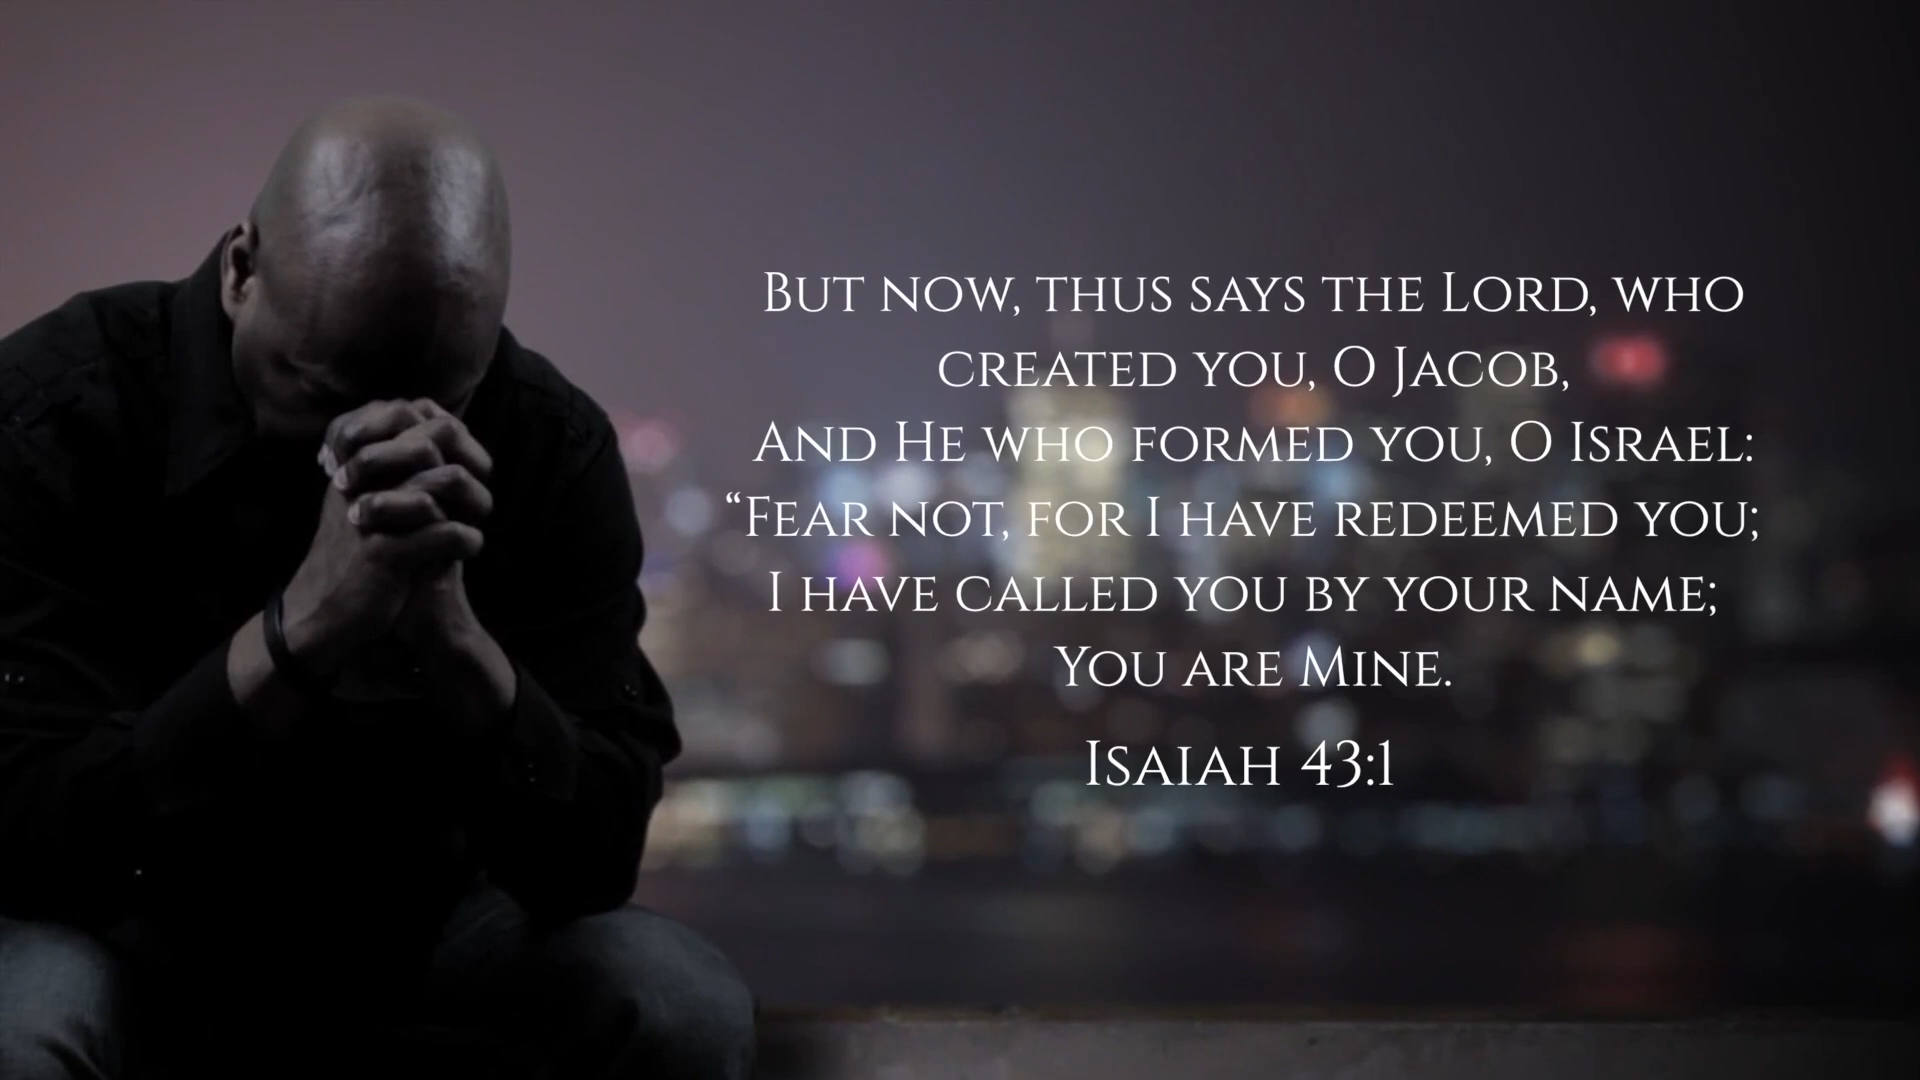 But now, thus says the Lord, who
created you, O Jacob,
And He who formed you, O Israel:
“Fear not, for I have redeemed you;
I have called you by your name;
You are Mine.
Isaiah 43:1